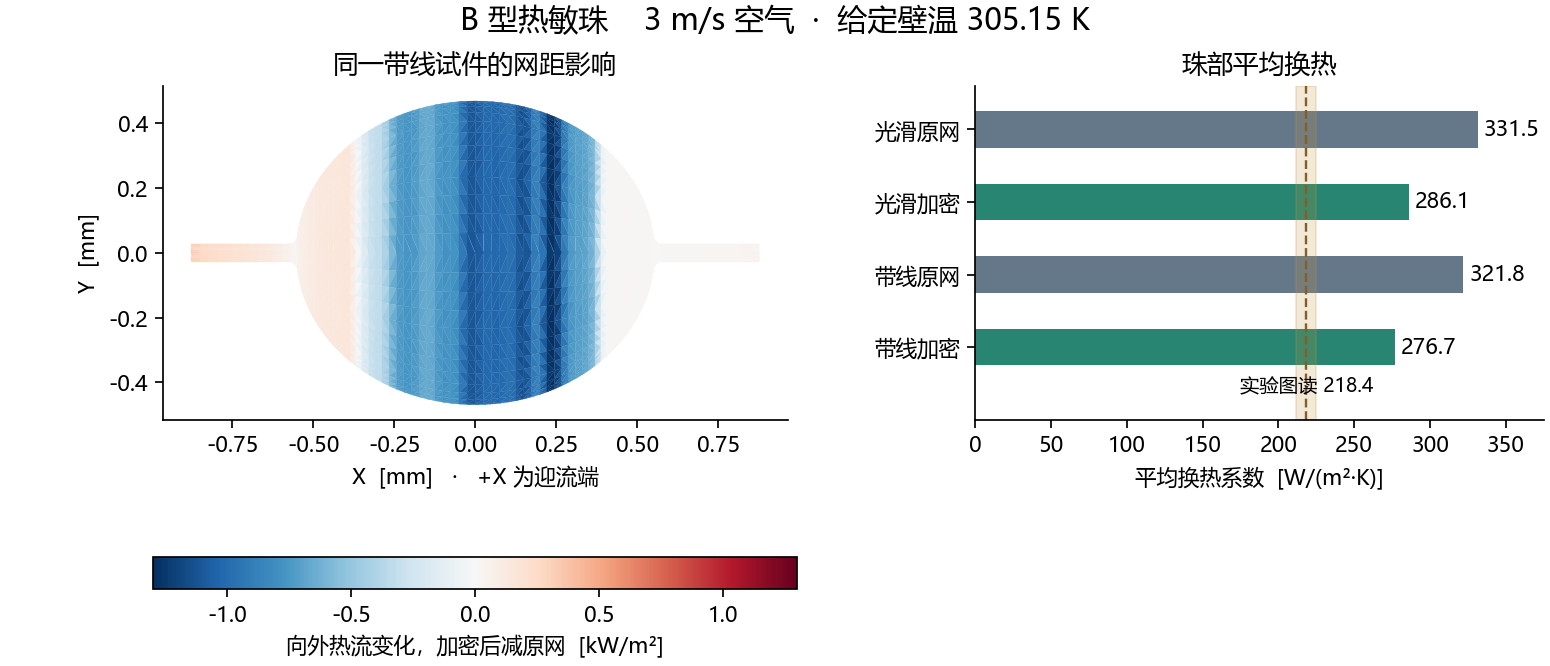 B 型热敏珠 3 m/s 空气 · 给定壁温 305.15 K
同一带线试件的网距影响
0.4
0.2
0.0
-0.2
-0.4
Y [mm]
-0.75 -0.50 -0.25 0.00 0.25 0.50 0.75
X [mm] · +X 为迎流端
-1.0 -0.5 0.0 0.5 1.0
向外热流变化，加密后减原网 [kW/m²]
珠部平均换热
光滑原网 331.5
光滑加密 286.1
带线原网 321.8
带线加密 276.7
实验图读 218.4
0 50 100 150 200 250 300 350
平均换热系数 [W/(m²·K)]